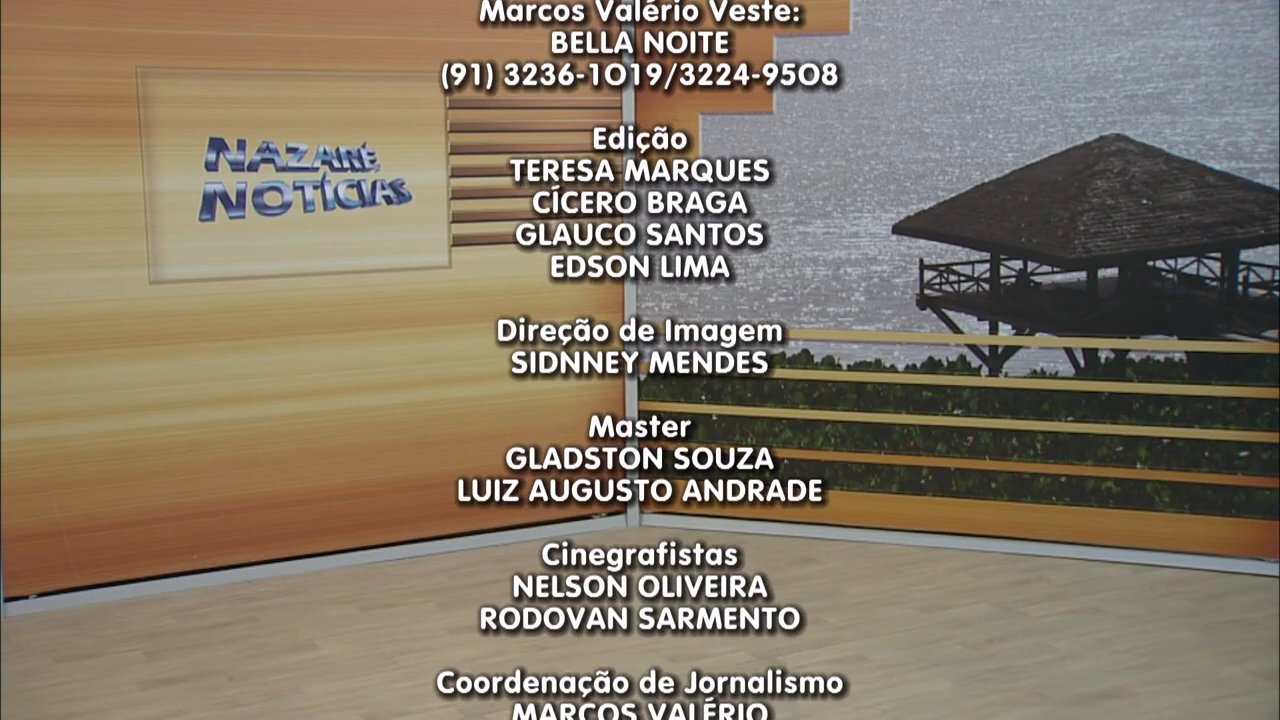 Marcos Valério Veste:
BELLA NOITE
(91) 3236-1019/3224-9508
NAZARÉ
NOTÍCIAS
Edição
TERESA MARQUES
CÍCERO BRAGA
GLAUCO SANTOS
EDSON LIMA
Direção de Imagem
SIDNNEY MENDES
Master
GLADSTON SOUZA
LUIZ AUGUSTO ANDRADE
Cinegrafistas
NELSON OLIVEIRA
RODOVAN SARMENTO
Coordenação de Jornalismo
MARCOS VALÉRIO